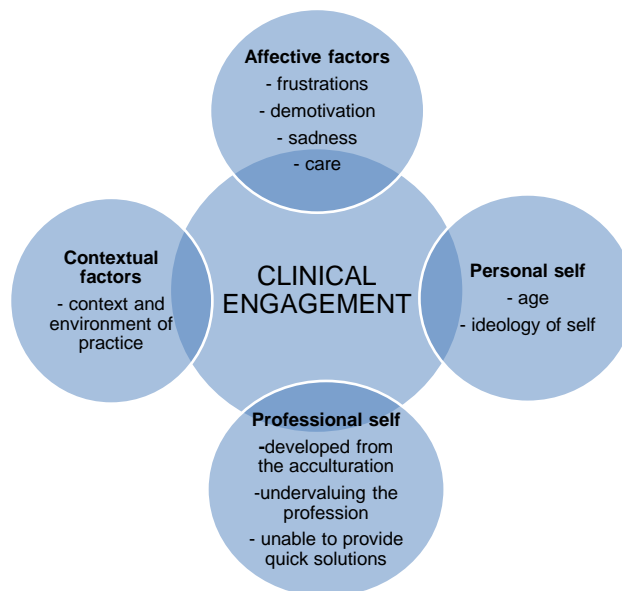 Affective factors
- frustrations
- demotivation
- sadness
- care
Contextual
factors
- context and
environment of
practice
CLINICAL
ENGAGEMENT
Personal self
- age
- ideology of self
Professional self
-developed from
the acculturation
-undervaluing the
profession
- unable to provide
quick solutions